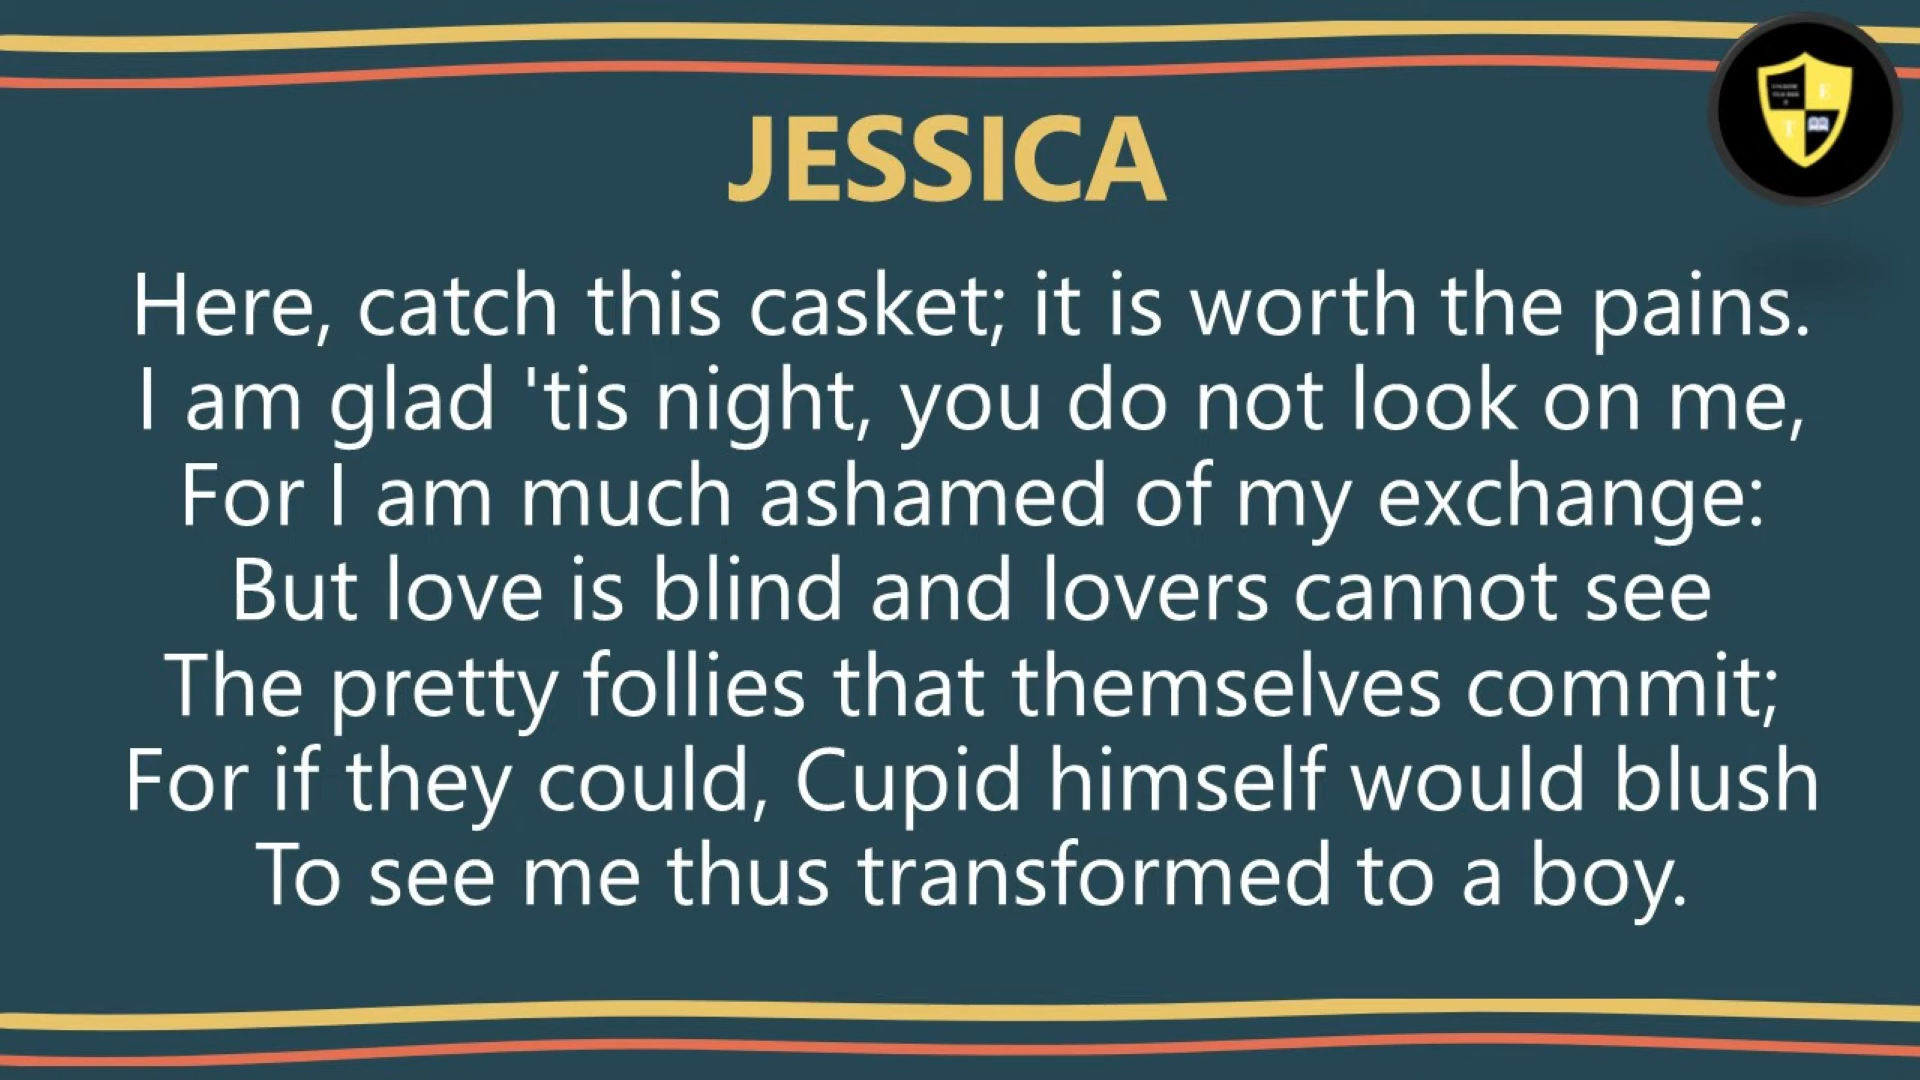 JESSICA
Here, catch this casket; it is worth the pains.
I am glad 'tis night, you do not look on me,
For I am much ashamed of my exchange:
But love is blind and lovers cannot see
The pretty follies that themselves commit;
For if they could, Cupid himself would blush
To see me thus transformed to a boy.
E
T